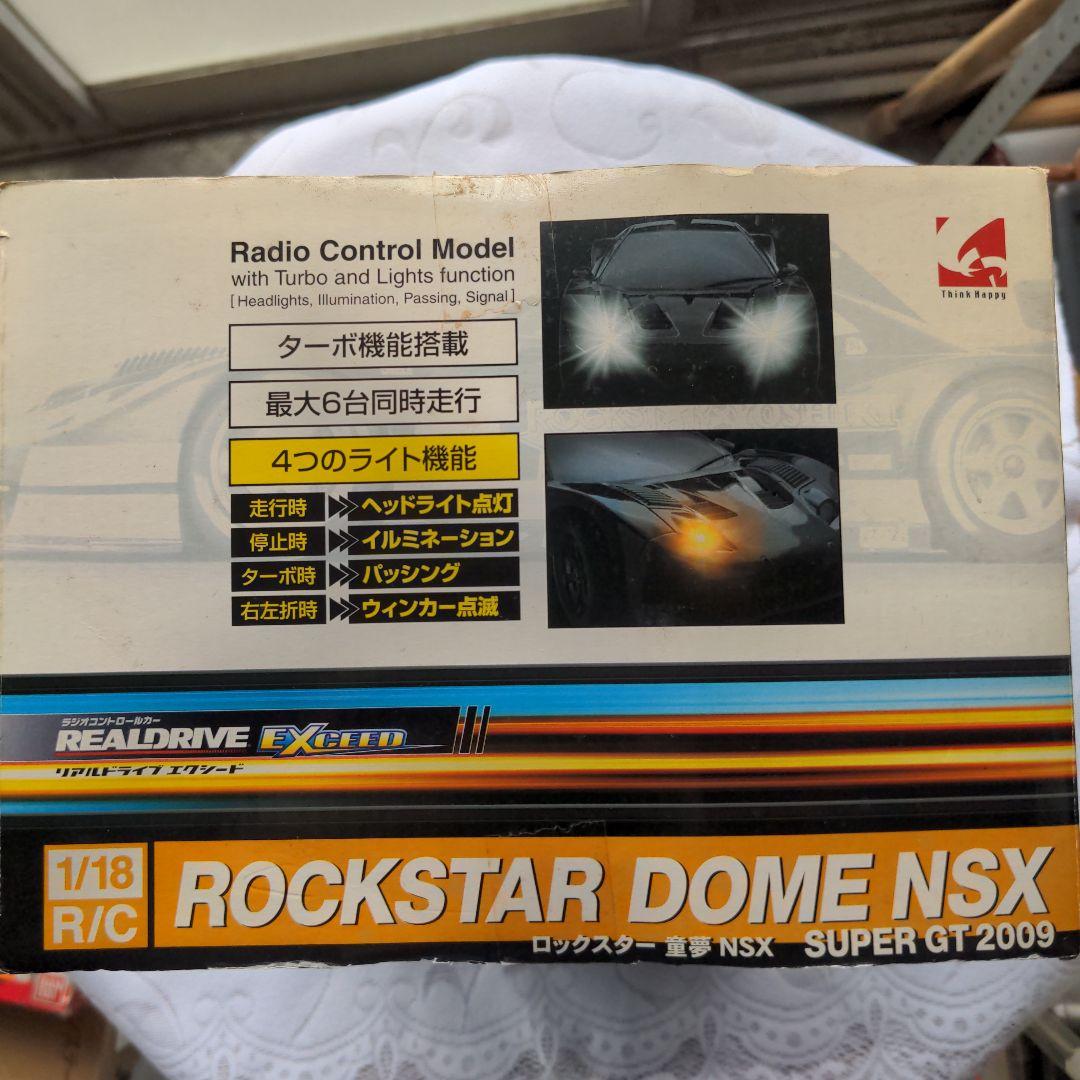 Radio Control Model
with Turbo and Lights function
[Headlights, Illumination, Passing, Signal]
ターボ機能搭載
最大6台同時走行
4つのライト機能
走行時 ヘッドライト点灯
停止時 イルミネーション
ターボ時 パッシング
右左折時 ウィンカー点滅
Think Happy
ラジオコントロールカー
REALDRIVE EXCEED
リアルドライブ エクシード
1/18
R/C
ROCKSTAR DOME NSX
ロックスター 童夢 NSX SUPER GT 2009